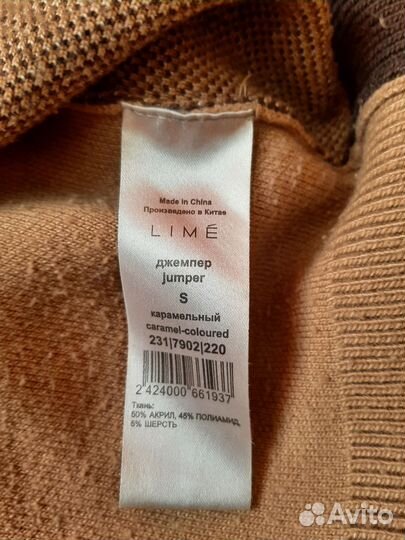 Made in China
Произведено в Китае
LIMÉ
джемпер
jumper
S
карамельный
caramel-coloured
231|7902|220
2 424000 661937
Ткань:
50% АКРИЛ, 45% ПОЛИАМИД,
5% ШЕРСТЬ
Avito